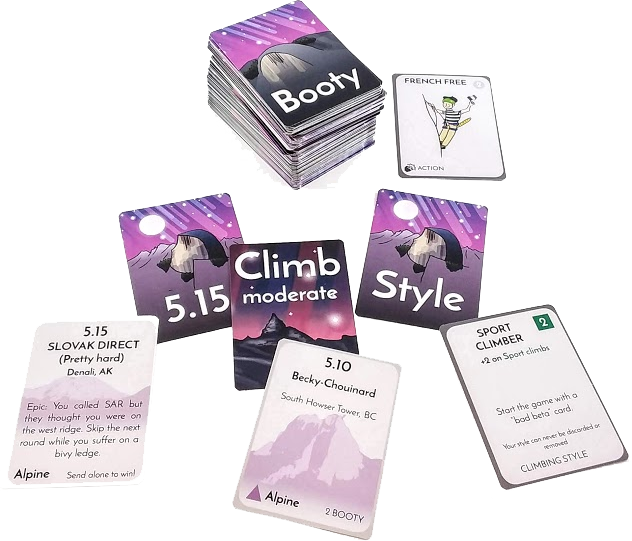 Booty
FRENCH FREE
ACTION
5.15
Climb
moderate
Style
5.15
SLOVAK DIRECT
(Pretty hard)
Denali, AK
Epic: You called SAR but
they thought you were on
the west ridge. Skip the next
round while you suffer on a
bivy ledge.
Alpine
Send alone to win!
5.10
Becky-Chouinard
South Howser Tower, BC
Alpine
2 BOOTY
SPORT
CLIMBER
2
+2 on Sport climbs
Start the game with a
"bad beta" card.
Your style can never be discarded or
removed
CLIMBING STYLE